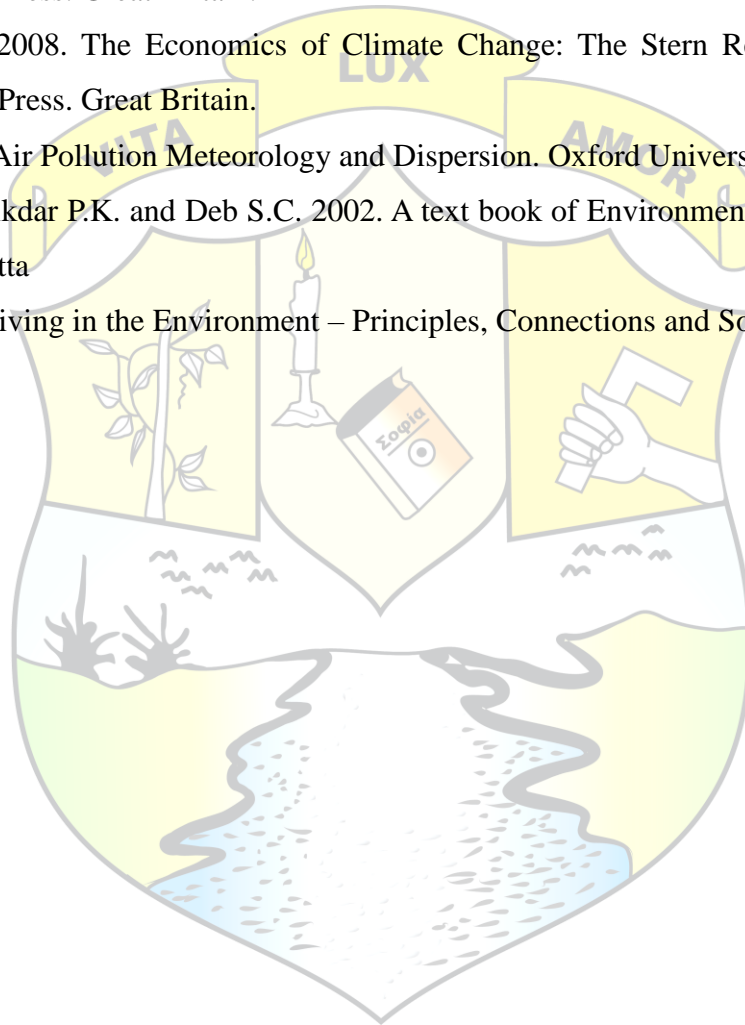 2008. The Economics of Climate Change: The Stern Re
Press. Great Britain.
Air Pollution Meteorology and Dispersion. Oxford Univers
kdar P.K. and Deb S.C. 2002. A text book of Environmen
tta
iving in the Environment – Principles, Connections and So
LUX
VITA
AMOR
Σοφία